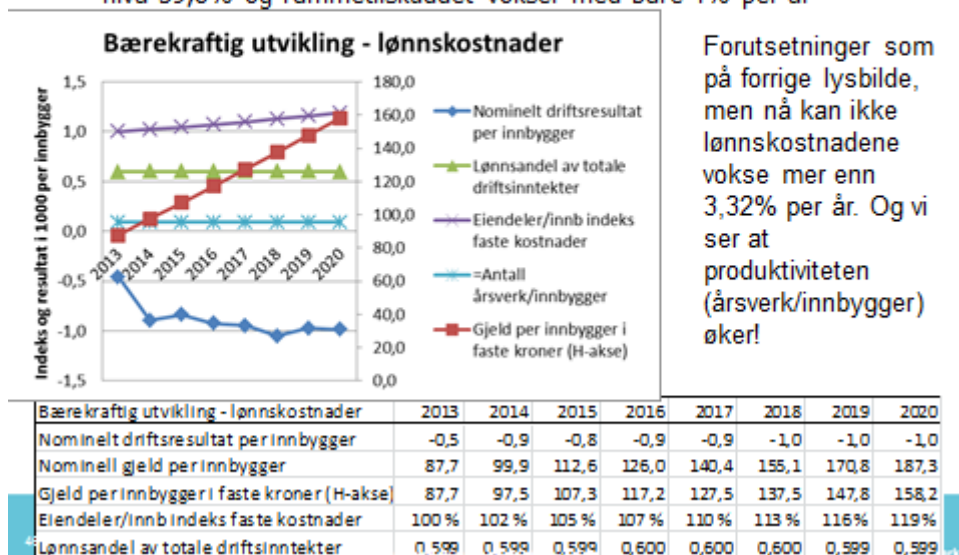 Bærekraftig utvikling - lønnskostnader
Indeks og resultat i 1000 per innbygger
1,5
1,0
0,5
0,0
-0,5
-1,0
-1,5
180,0
160,0
140,0
120,0
100,0
80,0
60,0
40,0
20,0
0,0
2013 2014 2015 2016 2017 2018 2019 2020
Nominelt driftsresultat
per innbygger
Lønnsandel av totale
driftsinntekter
Eiendeler/innb indeks
faste kostnader
=Antall
årsverk/innbygger
Gjeld per innbygger i
faste kroner (H-akse)
Forutsetninger som
på forrige lysbilde,
men nå kan ikke
lønnskostnadene
vokse mer enn
3,32% per år. Og vi
ser at
produktiviteten
(årsverk/innbygger)
øker!
Bærekraftig utvikling - lønnskostnader 2013 2014 2015 2016 2017 2018 2019 2020
Nominelt driftsresultat per innbygger -0,5 -0,9 -0,8 -0,9 -0,9 -1,0 -1,0 -1,0
Nominell gjeld per innbygger 87,7 99,9 112,6 126,0 140,4 155,1 170,8 187,3
Gjeld per innbygger i faste kroner (H-akse) 87,7 97,5 107,3 117,2 127,5 137,5 147,8 158,2
Eiendeler/innb indeks faste kostnader 100 % 102 % 105 % 107 % 110 % 113 % 116 % 119%
Lønnsandel av totale driftsinntekter 0,599 0,599 0,599 0,600 0,600 0,600 0,599 0,599